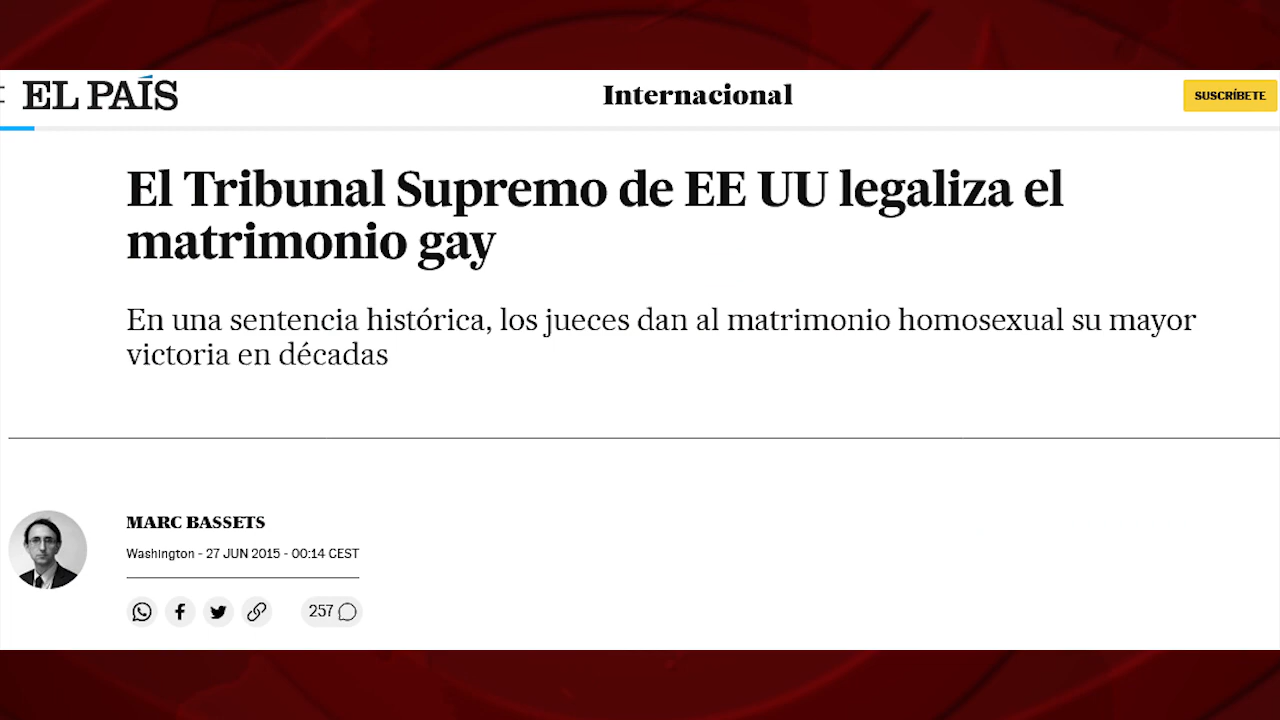 EL PAÍS
Internacional
SUSCRÍBETE
El Tribunal Supremo de EE UU legaliza el
matrimonio gay
En una sentencia histórica, los jueces dan al matrimonio homosexual su mayor
victoria en décadas
MARC BASSETS
Washington - 27 JUN 2015 - 00:14 CEST
257